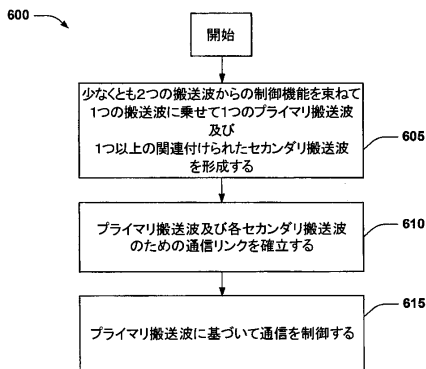 600
開始
少なくとも2つの搬送波からの制御機能を束ねて
1つの搬送波に乗せて1つのプライマリ搬送波
及び
1つ以上の関連付けられたセカンダリ搬送波
を形成する
605
プライマリ搬送波及び各セカンダリ搬送波
のための通信リンクを確立する
610
プライマリ搬送波に基づいて通信を制御する
615